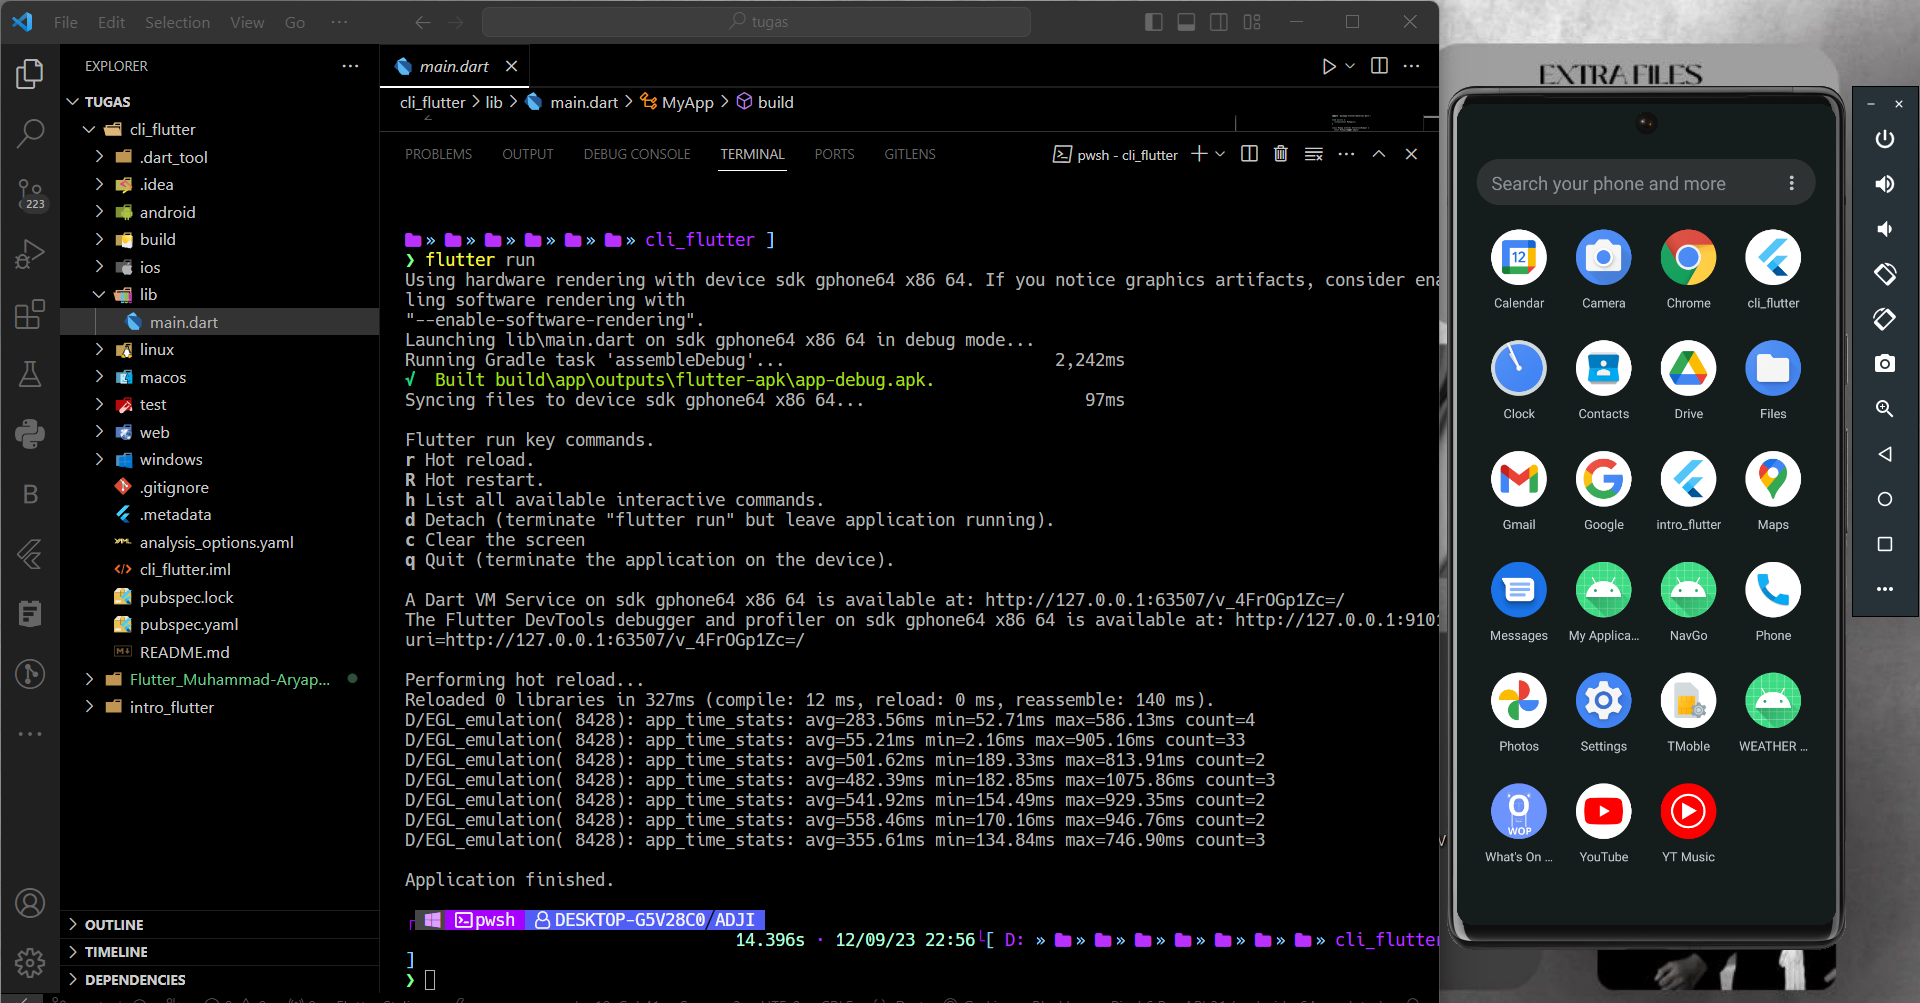 File Edit Selection View Go ··· tugas
EXPLORER ···
TUGAS
cli_flutter
.dart_tool
.idea
android
build
ios
lib
main.dart
linux
macos
test
web
windows
.gitignore
.metadata
analysis_options.yaml
cli_flutter.iml
pubspec.lock
pubspec.yaml
README.md
Flutter_Muhammad-Aryap...
intro_flutter
OUTLINE
TIMELINE
DEPENDENCIES
223
main.dart
cli_flutter > lib > main.dart > MyApp > build
2
PROBLEMS OUTPUT DEBUG CONSOLE TERMINAL PORTS GITLENS pwsh - cli_flutter
» » » » » » cli_flutter ]
❯ flutter run
Using hardware rendering with device sdk gphone64 x86 64. If you notice graphics artifacts, consider ena
ling software rendering with
"--enable-software-rendering".
Launching lib\main.dart on sdk gphone64 x86 64 in debug mode...
Running Gradle task 'assembleDebug'... 2,242ms
√ Built build\app\outputs\flutter-apk\app-debug.apk.
Syncing files to device sdk gphone64 x86 64... 97ms
Flutter run key commands.
r Hot reload.
R Hot restart.
h List all available interactive commands.
d Detach (terminate "flutter run" but leave application running).
c Clear the screen
q Quit (terminate the application on the device).
A Dart VM Service on sdk gphone64 x86 64 is available at: http://127.0.0.1:63507/v_4FrOGp1Zc=/
The Flutter DevTools debugger and profiler on sdk gphone64 x86 64 is available at: http://127.0.0.1:9101
uri=http://127.0.0.1:63507/v_4FrOGp1Zc=/
Performing hot reload...
Reloaded 0 libraries in 327ms (compile: 12 ms, reload: 0 ms, reassemble: 140 ms).
D/EGL_emulation( 8428): app_time_stats: avg=283.56ms min=52.71ms max=586.13ms count=4
D/EGL_emulation( 8428): app_time_stats: avg=55.21ms min=2.16ms max=905.16ms count=33
D/EGL_emulation( 8428): app_time_stats: avg=501.62ms min=189.33ms max=813.91ms count=2
D/EGL_emulation( 8428): app_time_stats: avg=482.39ms min=182.85ms max=1075.86ms count=3
D/EGL_emulation( 8428): app_time_stats: avg=541.92ms min=154.49ms max=929.35ms count=2
D/EGL_emulation( 8428): app_time_stats: avg=558.46ms min=170.16ms max=946.76ms count=2
D/EGL_emulation( 8428): app_time_stats: avg=355.61ms min=134.84ms max=746.90ms count=3
Application finished.
pwsh DESKTOP-G5V28C0/ADJI
14.396s · 12/09/23 22:56 [ D: » » » » » » » » cli_flutter
]
❯
EXTRA FILES
Search your phone and more
12
Calendar Camera Chrome cli_flutter
Clock Contacts Drive Files
Gmail Google intro_flutter Maps
Messages My Applica... NavGo Phone
Photos Settings TMoble WEATHER ...
WOP
What's On ... YouTube YT Music